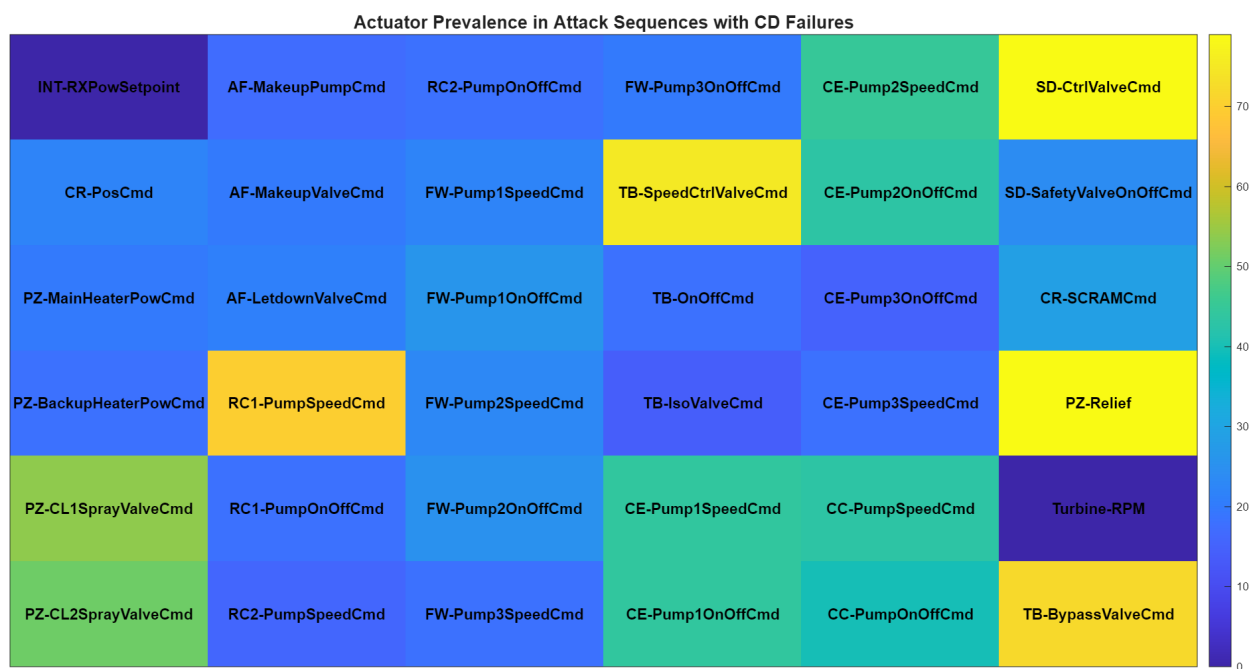 Actuator Prevalence in Attack Sequences with CD Failures
INT-RXPowSetpoint AF-MakeupPumpCmd RC2-PumpOnOffCmd FW-Pump3OnOffCmd CE-Pump2SpeedCmd SD-CtrlValveCmd
CR-PosCmd AF-MakeupValveCmd FW-Pump1SpeedCmd TB-SpeedCtrlValveCmd CE-Pump2OnOffCmd SD-SafetyValveOnOffCmd
PZ-MainHeaterPowCmd AF-LetdownValveCmd FW-Pump1OnOffCmd TB-OnOffCmd CE-Pump3OnOffCmd CR-SCRAMCmd
PZ-BackupHeaterPowCmd RC1-PumpSpeedCmd FW-Pump2SpeedCmd TB-IsoValveCmd CE-Pump3SpeedCmd PZ-Relief
PZ-CL1SprayValveCmd RC1-PumpOnOffCmd FW-Pump2OnOffCmd CE-Pump1SpeedCmd CC-PumpSpeedCmd Turbine-RPM
PZ-CL2SprayValveCmd RC2-PumpSpeedCmd FW-Pump3SpeedCmd CE-Pump1OnOffCmd CC-PumpOnOffCmd TB-BypassValveCmd
70
60
50
40
30
20
10
0